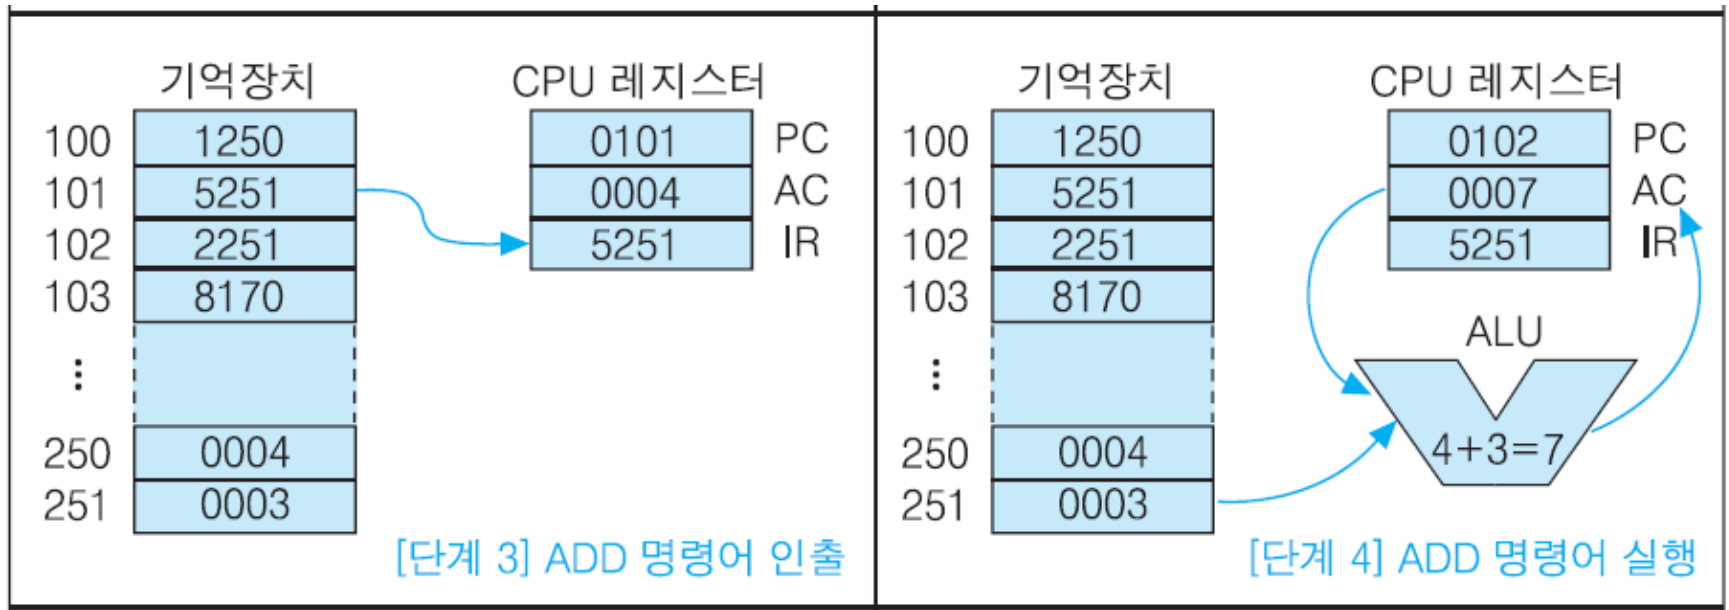 기억장치 CPU 레지스터
100 1250 0101 PC
101 5251 0004 AC
102 2251 5251 IR
103 8170
⋮
250 0004
251 0003
[단계 3] ADD 명령어 인출
기억장치 CPU 레지스터
100 1250 0102 PC
101 5251 0007 AC
102 2251 5251 IR
103 8170
ALU
⋮
250 0004 4+3=7
251 0003
[단계 4] ADD 명령어 실행